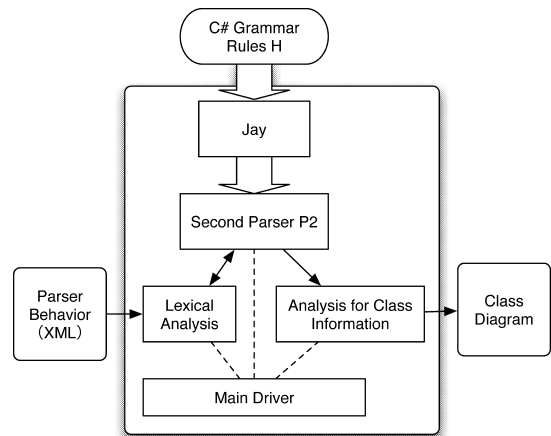 C# Grammar
Rules H
Jay
Second Parser P2
Parser
Behavior
（XML）
Lexical
Analysis
Analysis for Class
Information
Class
Diagram
Main Driver